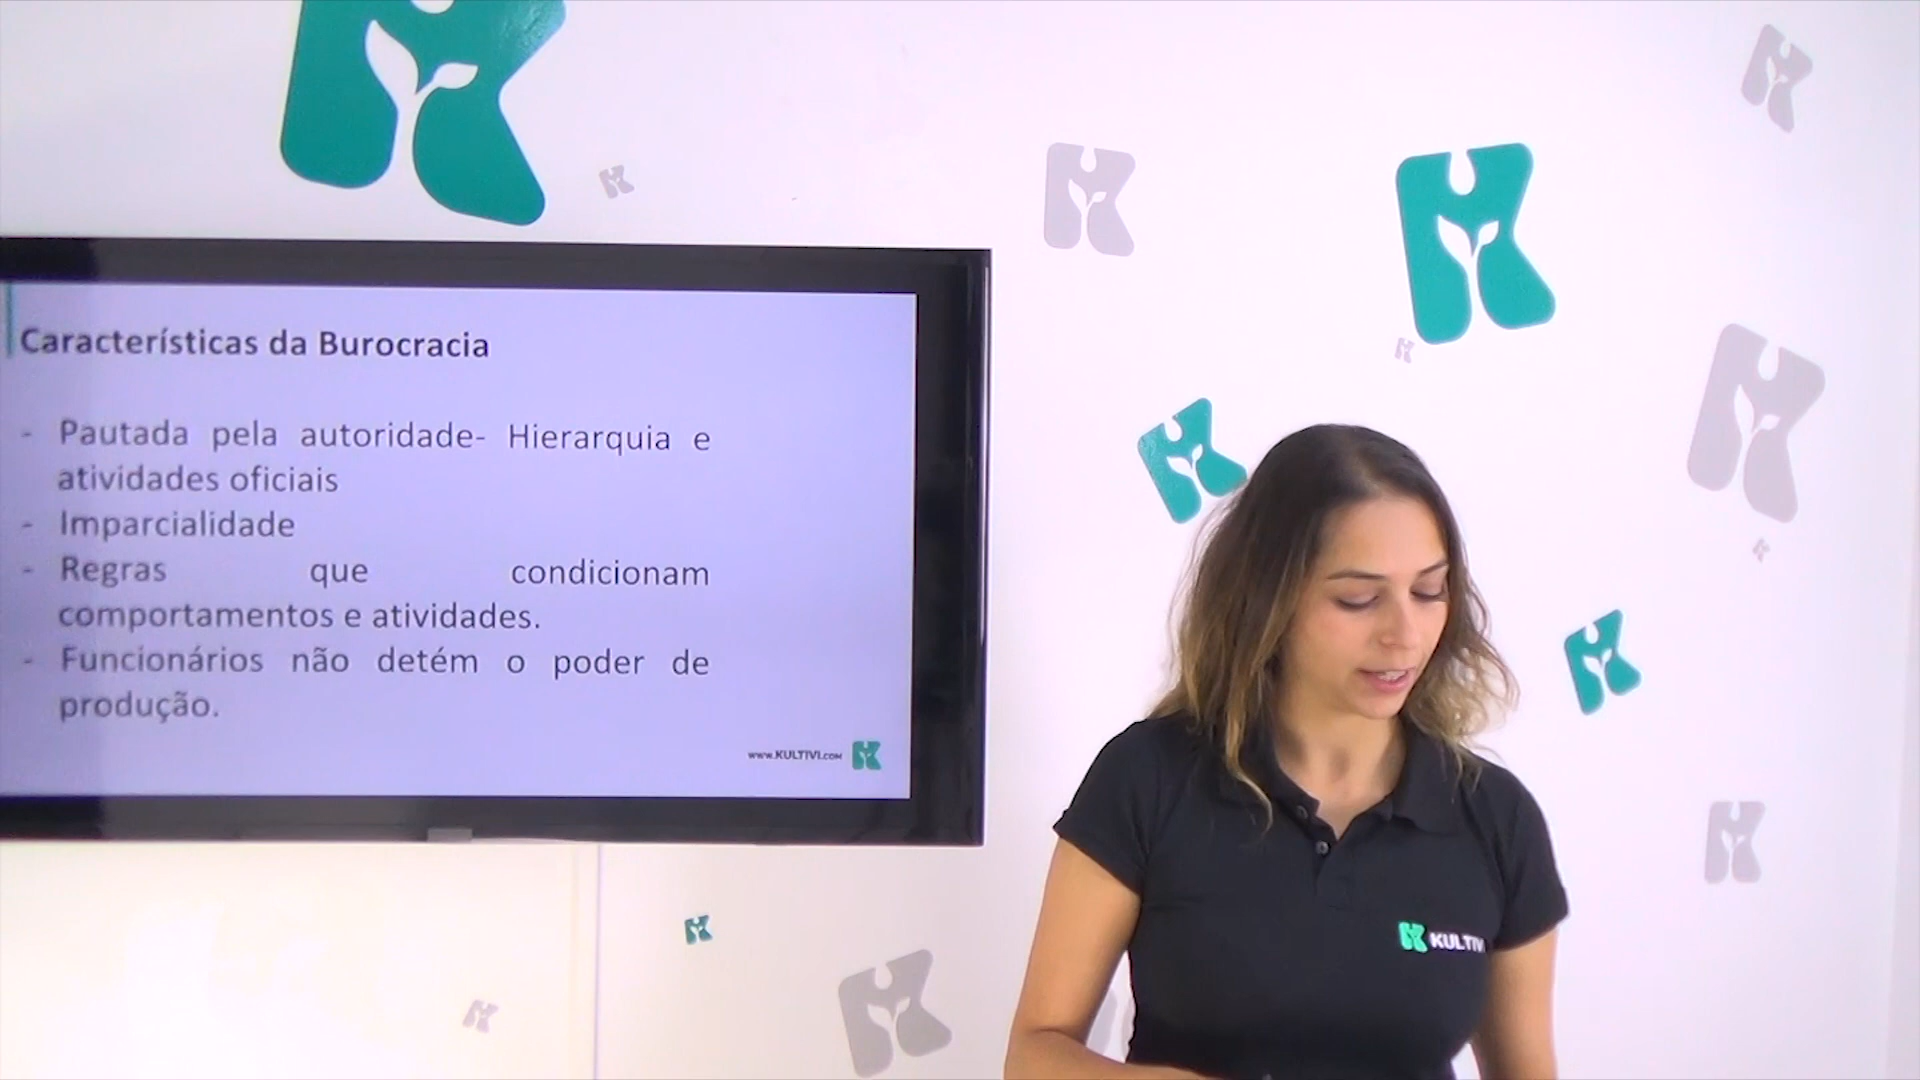 Características da Burocracia
- Pautada pela autoridade- Hierarquia e
atividades oficiais
- Imparcialidade
- Regras que condicionam
comportamentos e atividades.
- Funcionários não detém o poder de
produção.
www.KULTIVI.com
KULTIVI